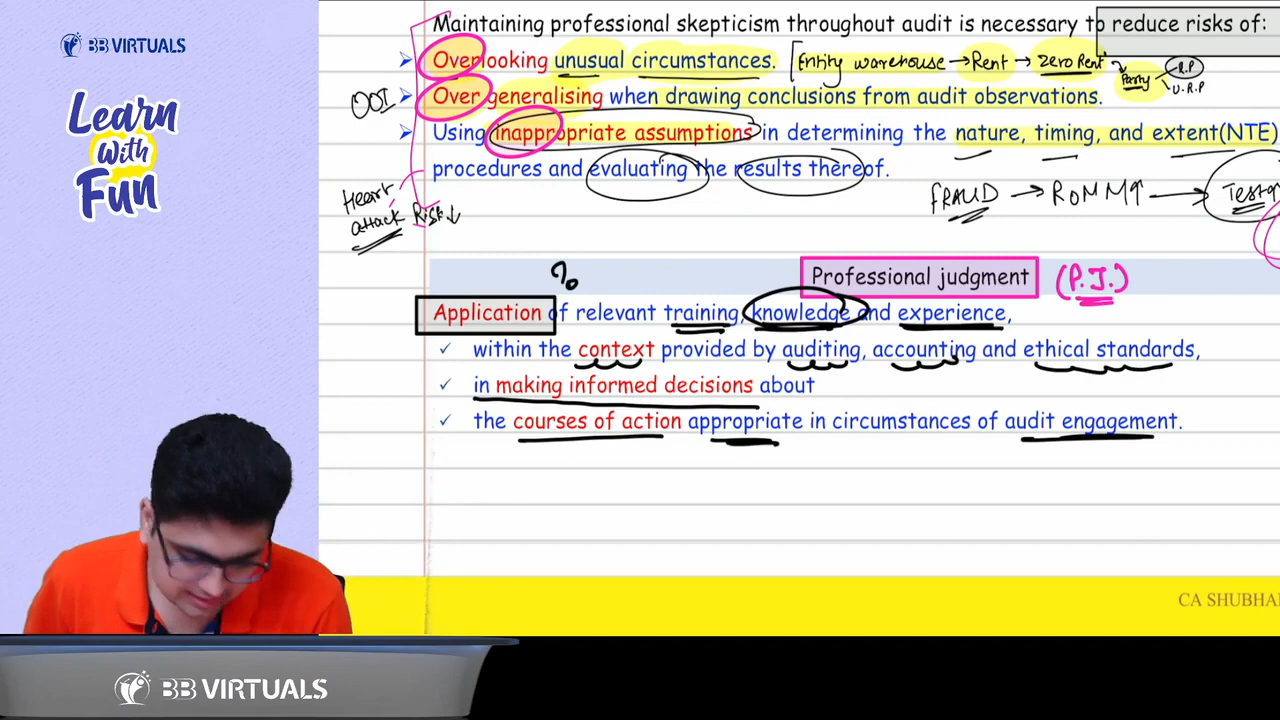 BB VIRTUALS
Learn
with
Fun
Maintaining professional skepticism throughout audit is necessary to reduce risks of:
Overlooking unusual circumstances. [Entity warehouse → Rent → Zero Rent → Party R.P
U.R.P
OOI Over generalising when drawing conclusions from audit observations.
Using inappropriate assumptions in determining the nature, timing, and extent(NTE)
procedures and evaluating the results thereof.
Heart
attack Risk↓
FRAUD → ROMM↑ → Test
%
Professional judgment (P.J.)
Application of relevant training, knowledge and experience,
✓ within the context provided by auditing, accounting and ethical standards,
✓ in making informed decisions about
✓ the courses of action appropriate in circumstances of audit engagement.
CA SHUBHA
BB VIRTUALS